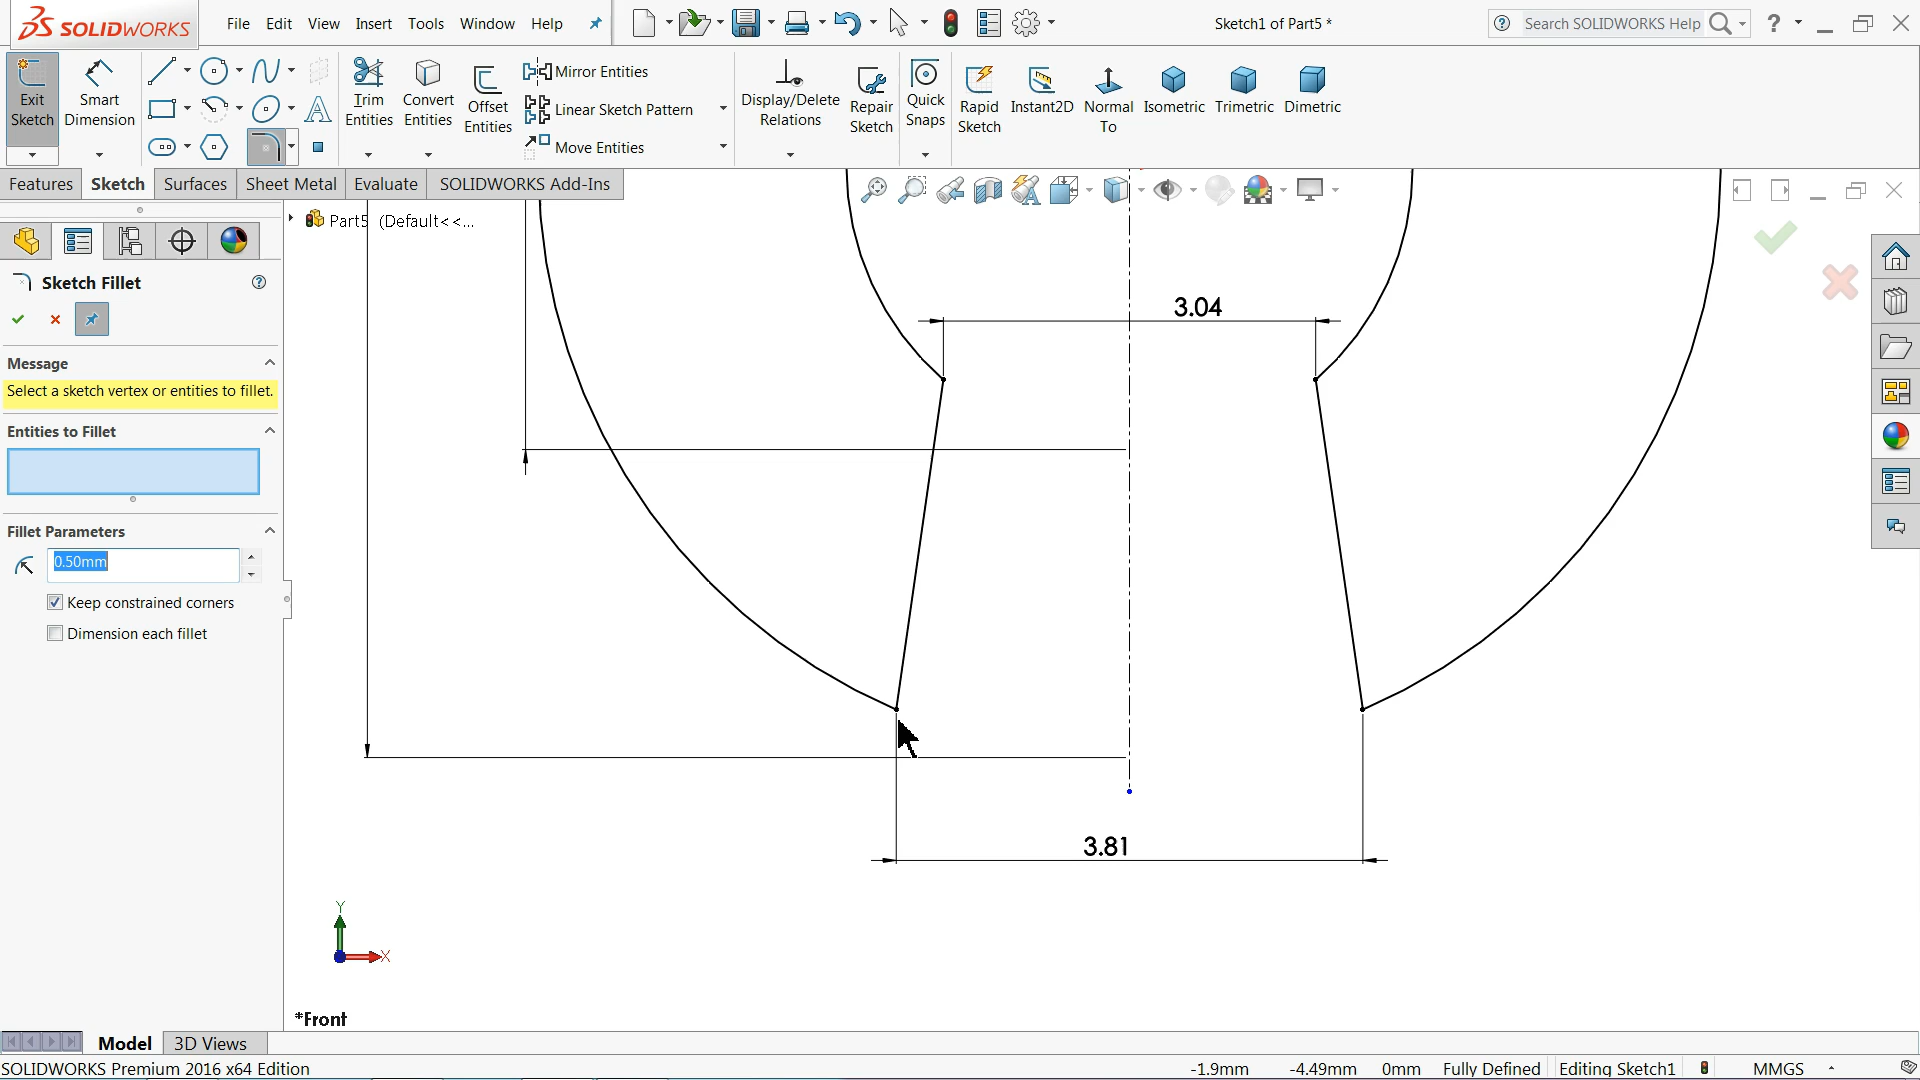 SOLIDWORKS
File Edit View Insert Tools Window Help
Sketch1 of Part5 *
Search SOLIDWORKS Help
Exit Sketch
Smart Dimension
Trim Entities
Convert Entities
Offset Entities
Mirror Entities
Linear Sketch Pattern
Move Entities
Display/Delete Relations
Repair Sketch
Quick Snaps
Rapid Sketch
Instant2D
Normal To
Isometric
Trimetric
Dimetric
Features Sketch Surfaces Sheet Metal Evaluate SOLIDWORKS Add-Ins
Part5 (Default<<...
Sketch Fillet
Message
Select a sketch vertex or entities to fillet.
Entities to Fillet
Fillet Parameters
0.50mm
Keep constrained corners
Dimension each fillet
3.04
3.81
Y
X
*Front
Model 3D Views
SOLIDWORKS Premium 2016 x64 Edition
-1.9mm -4.49mm 0mm Fully Defined Editing Sketch1 MMGS